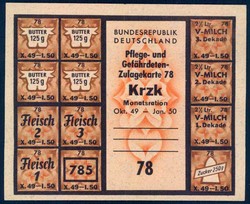 78
BUTTER
125g
X.49-I.50
78
BUTTER
125g
X.49-I.50
78
BUTTER
125g
X.49-I.50
78
BUTTER
125g
X.49-I.50
78
Fleisch
2
X.49-I.50
78
Fleisch
3
X.49-I.50
78
Fleisch
1
X.49-I.50
785
BUNDESREPUBLIK
DEUTSCHLAND
Pflege- und
Gefährdeten-
Zulagekarte 78
Krzk
Monatsration
Okt. 49 - Jan. 50
78
V-MILCH
3. Dekade
X.49-I.50
V-MILCH
2. Dekade
X.49-I.50
V-MILCH
1. Dekade
X.49-I.50
78
Zucker 250g
X.49-I.50